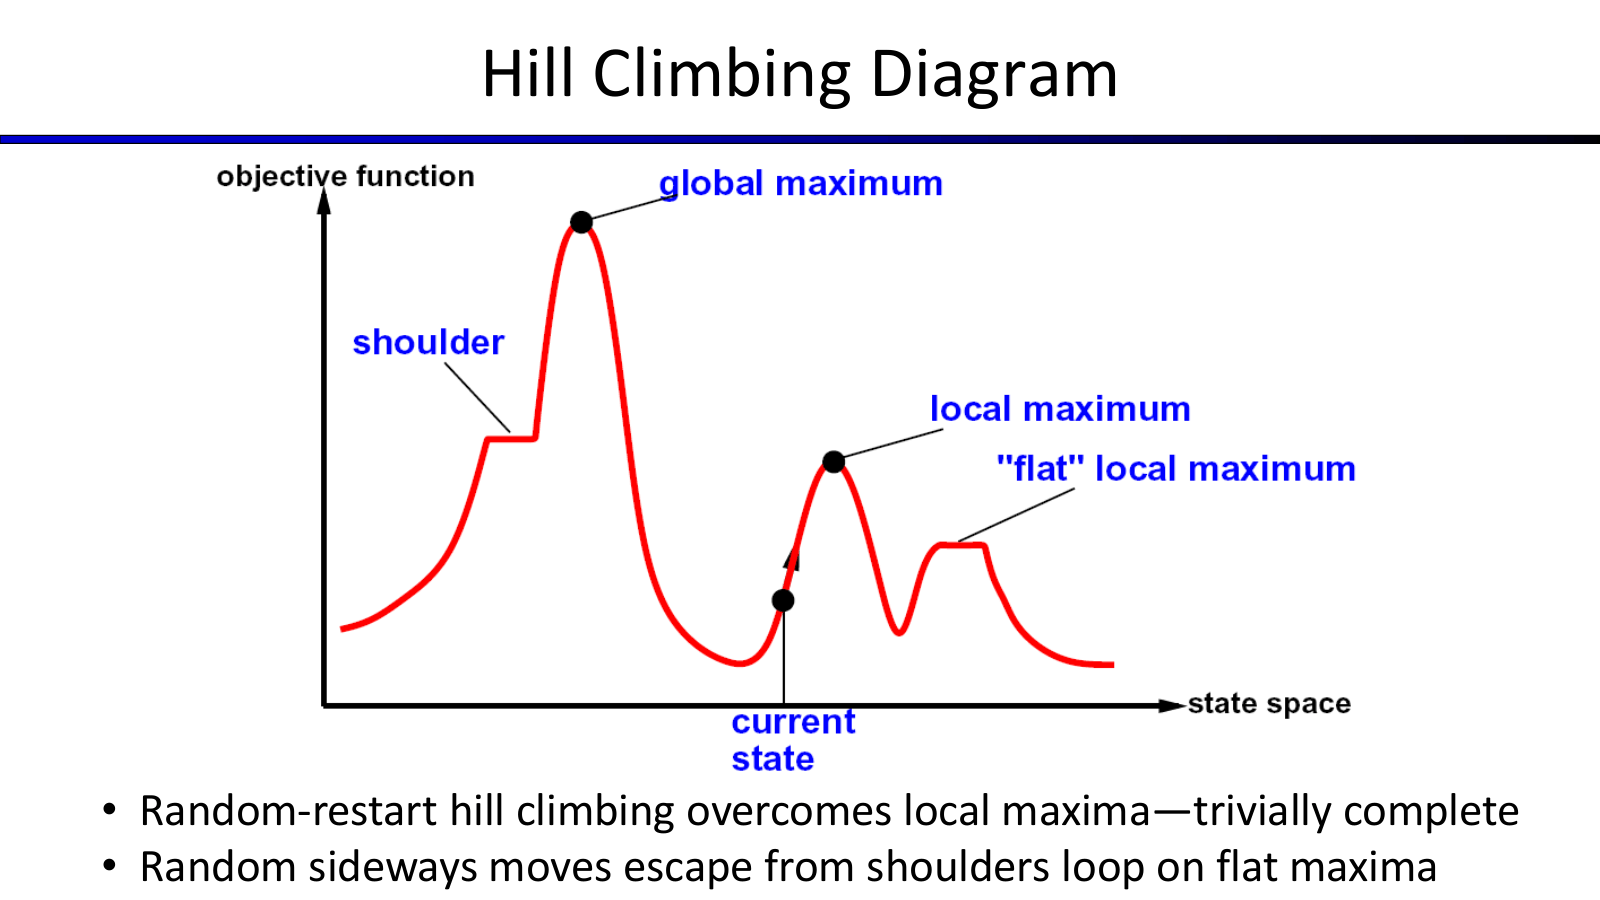 Hill Climbing Diagram
objective function
global maximum
shoulder
local maximum
"flat" local maximum
state space
current
state
• Random-restart hill climbing overcomes local maxima—trivially complete
• Random sideways moves escape from shoulders loop on flat maxima